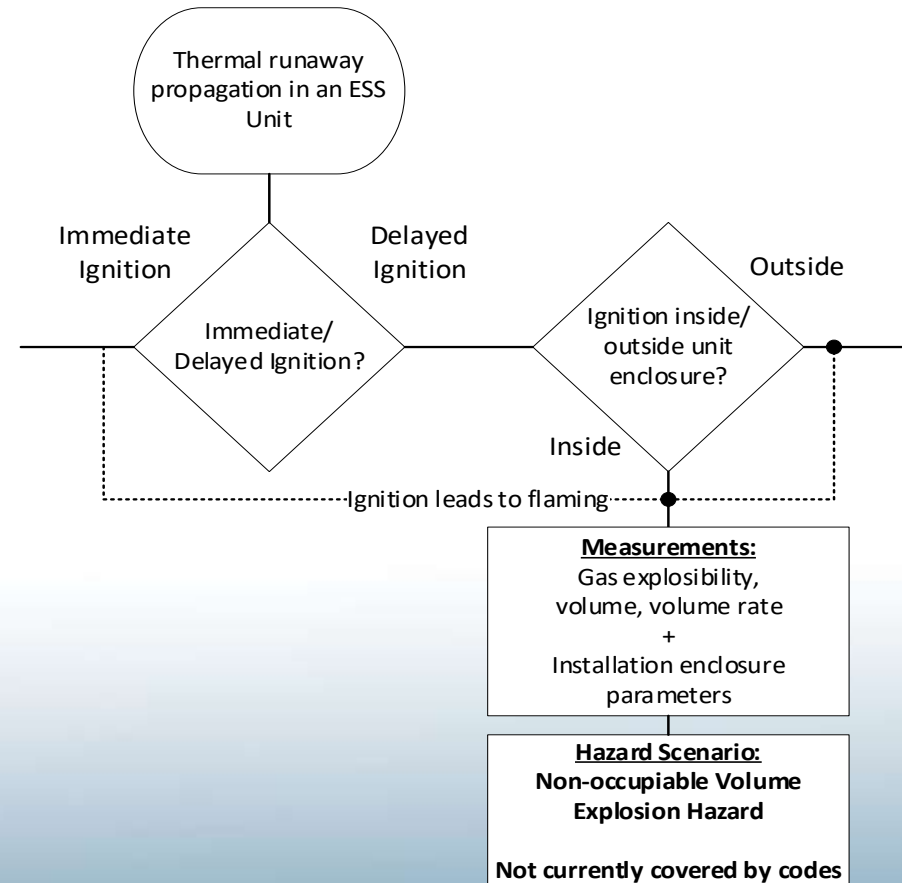 Thermal runaway
propagation in an ESS
Unit
Immediate
Ignition
Delayed
Ignition
Immediate/
Delayed Ignition?
Ignition inside/
outside unit
enclosure?
Outside
Inside
Ignition leads to flaming
Measurements:
Gas explosibility,
volume, volume rate
+
Installation enclosure
parameters
Hazard Scenario:
Non-occupiable Volume
Explosion Hazard
Not currently covered by codes